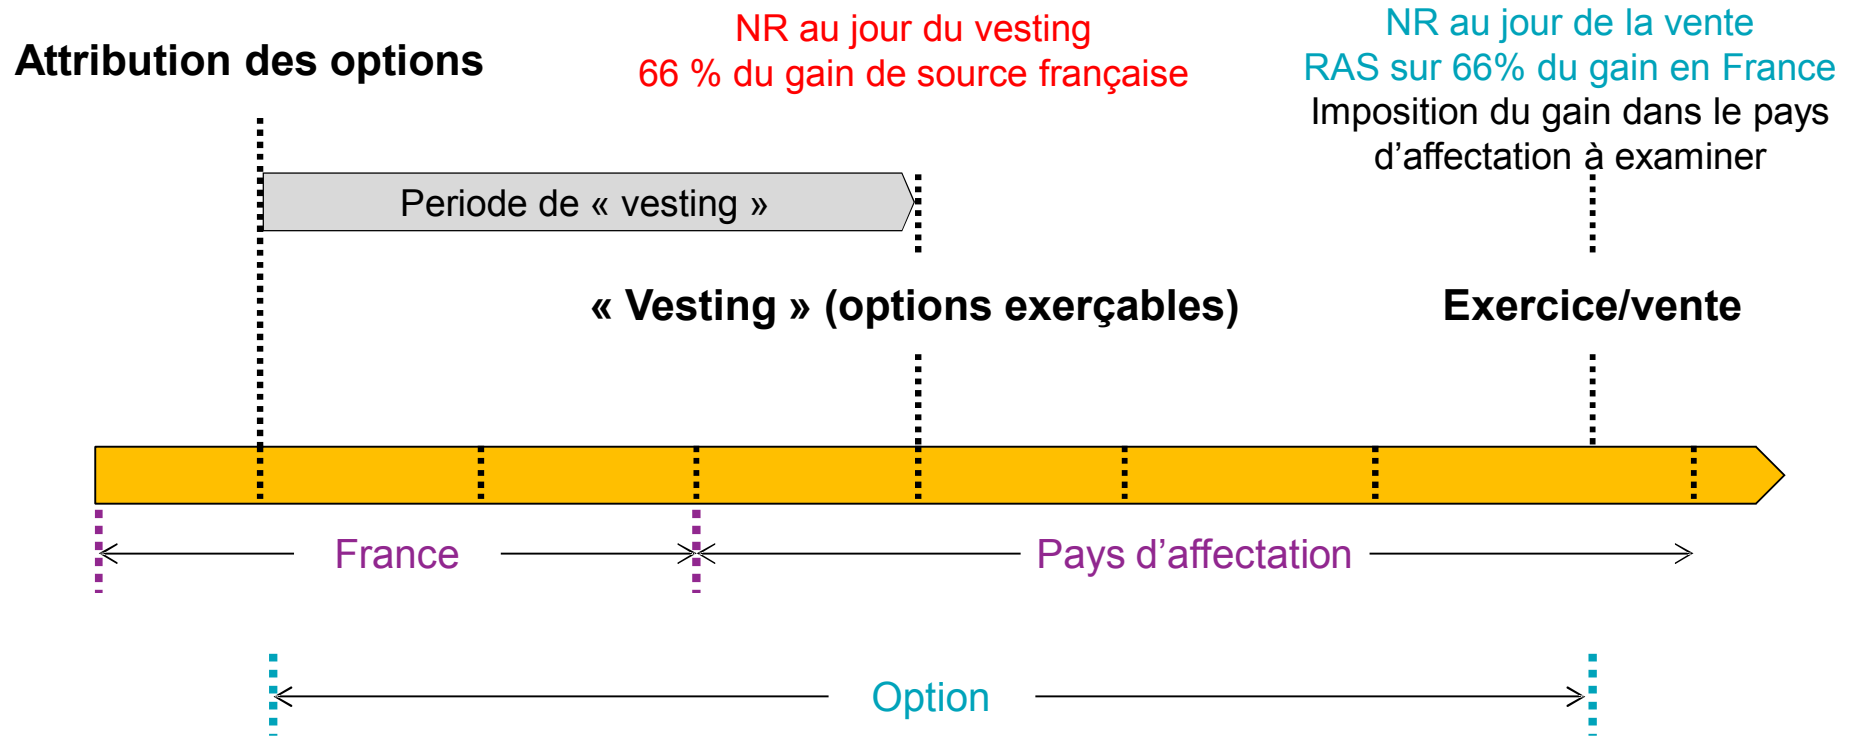 Attribution des options
NR au jour du vesting
66 % du gain de source française
NR au jour de la vente
RAS sur 66% du gain en France
Imposition du gain dans le pays
d’affectation à examiner
Periode de « vesting »
« Vesting » (options exerçables)
Exercice/vente
France
Pays d’affectation
Option